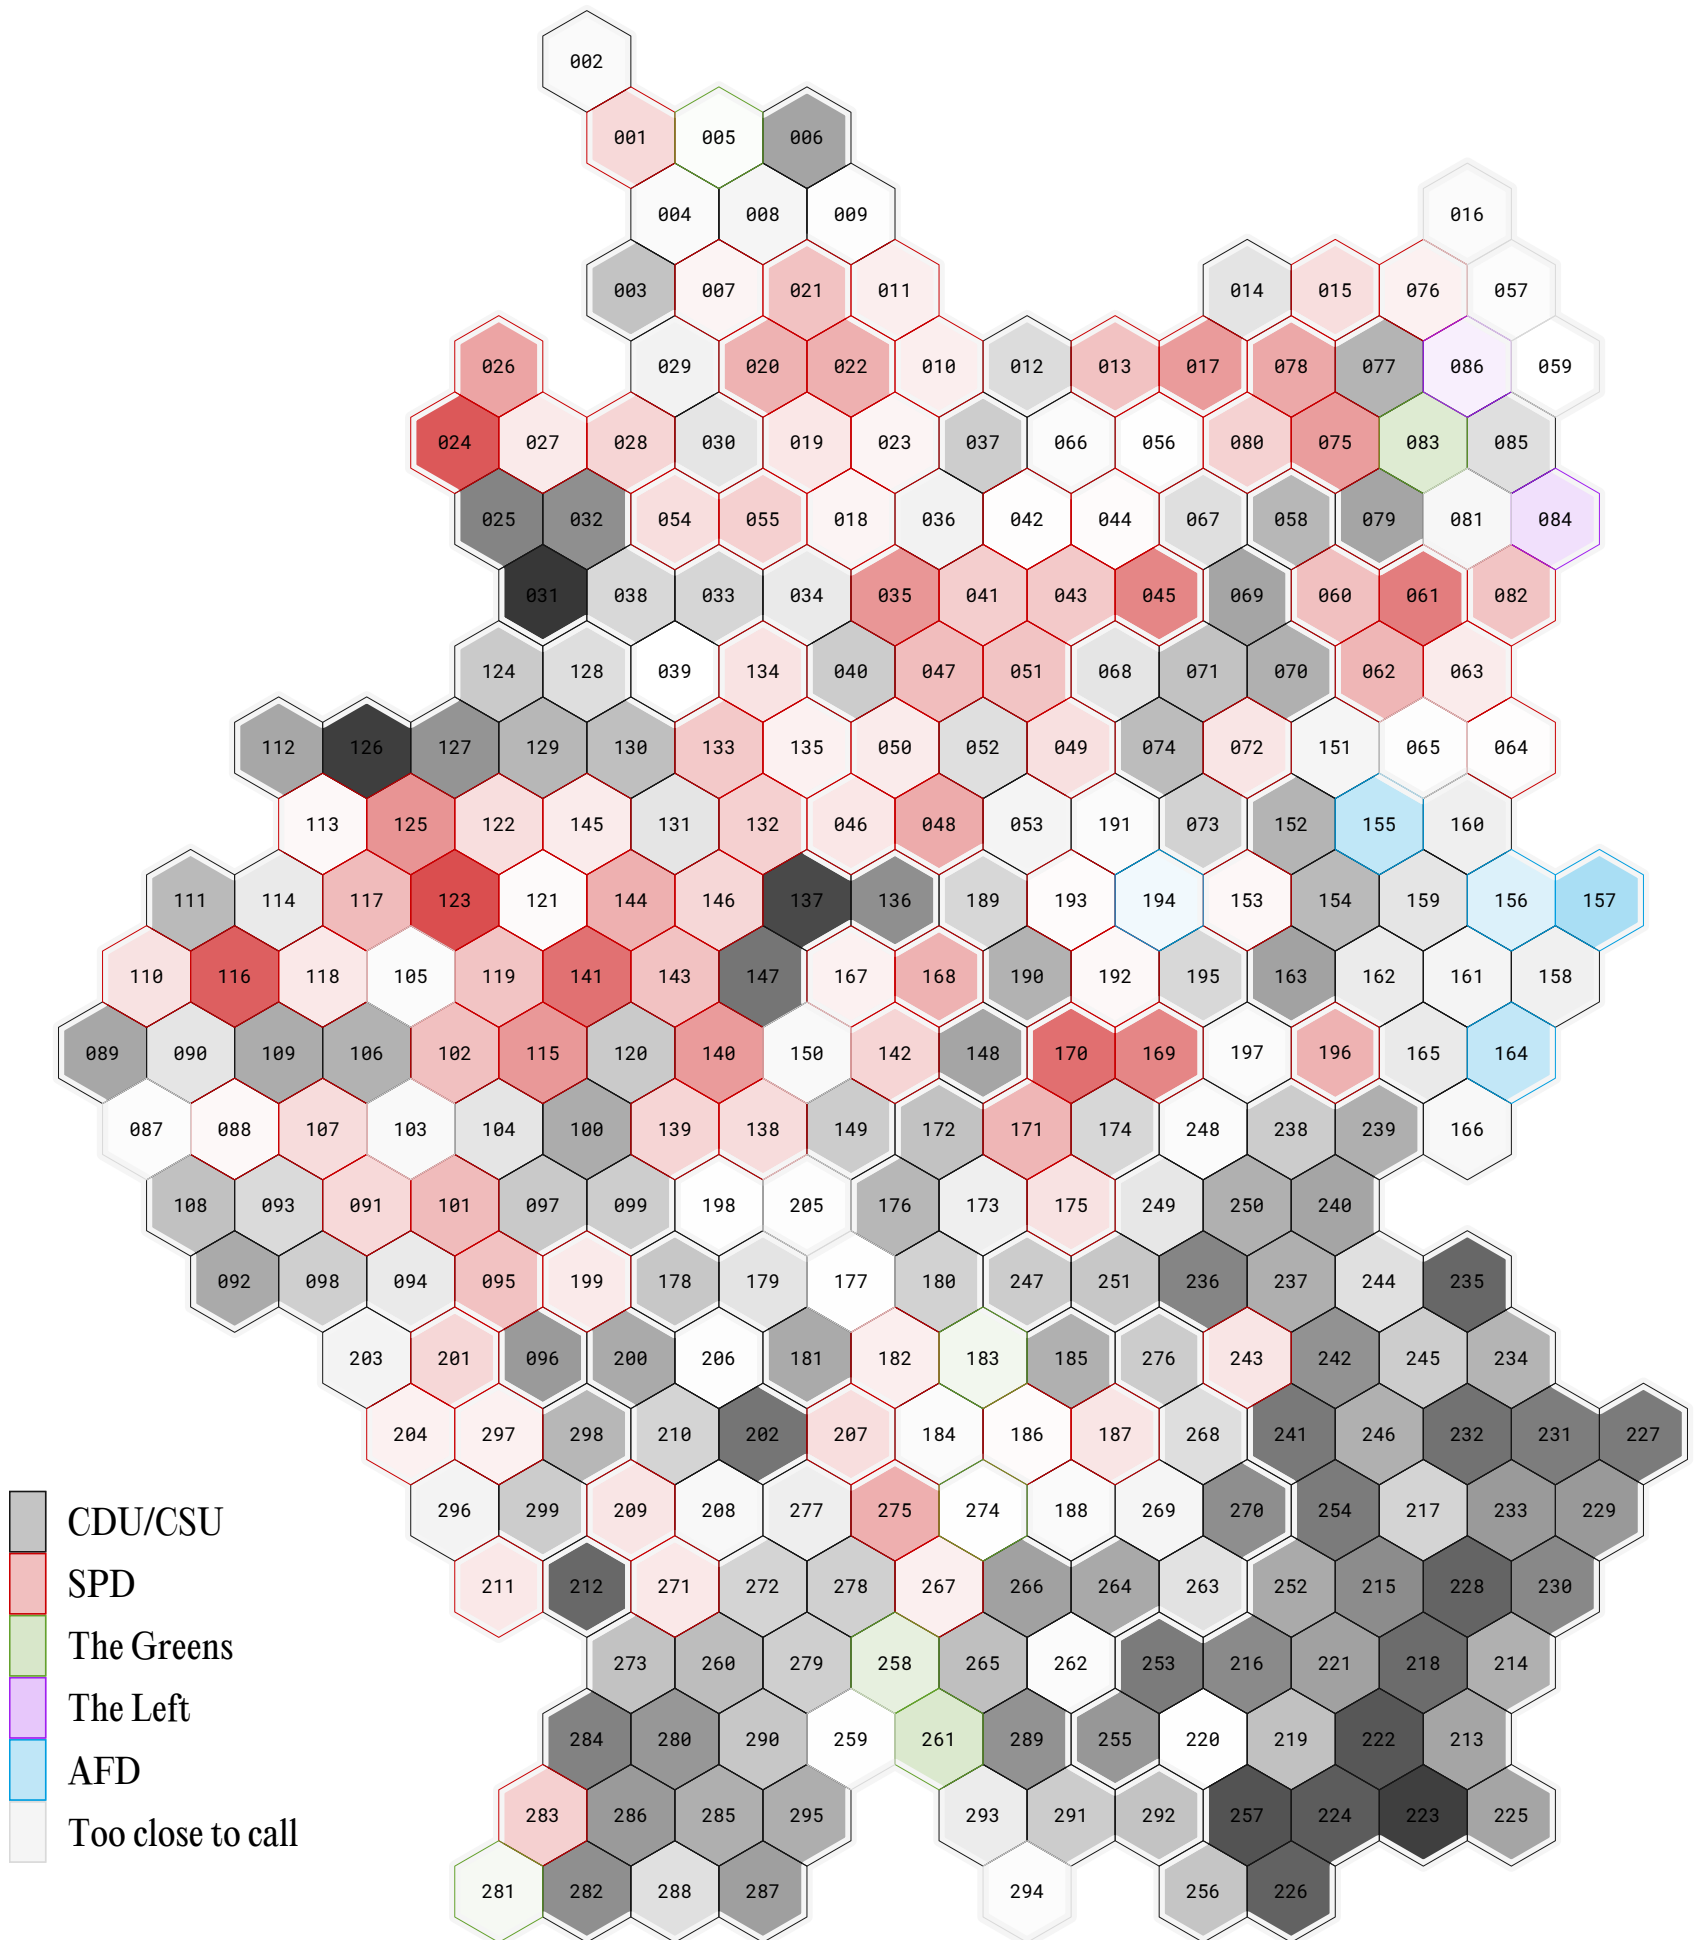 002
001 005 006
004 008 009 016
003 007 021 011 014 015 076 057
026 029 020 022 010 012 013 017 078 077 086 059
024 027 028 030 019 023 037 066 056 080 075 083 085
025 032 054 055 018 036 042 044 067 058 079 081 084
031 038 033 034 035 041 043 045 069 060 061 082
124 128 039 134 040 047 051 068 071 070 062 063
112 126 127 129 130 133 135 050 052 049 074 072 151 065 064
113 125 122 145 131 132 046 048 053 191 073 152 155 160
111 114 117 123 121 144 146 137 136 189 193 194 153 154 159 156 157
110 116 118 105 119 141 143 147 167 168 190 192 195 163 162 161 158
089 090 109 106 102 115 120 140 150 142 148 170 169 197 196 165 164
087 088 107 103 104 100 139 138 149 172 171 174 248 238 239 166
108 093 091 101 097 099 198 205 176 173 175 249 250 240
092 098 094 095 199 178 179 177 180 247 251 236 237 244 235
203 201 096 200 206 181 182 183 185 276 243 242 245 234
204 297 298 210 202 207 184 186 187 268 241 246 232 231 227
296 299 209 208 277 275 274 188 269 270 254 217 233 229
211 212 271 272 278 267 266 264 263 252 215 228 230
273 260 279 258 265 262 253 216 221 218 214
284 280 290 259 261 289 255 220 219 222 213
283 286 285 295 293 291 292 257 224 223 225
281 282 288 287 294 256 226
CDU/CSU
SPD
The Greens
The Left
AFD
Too close to call